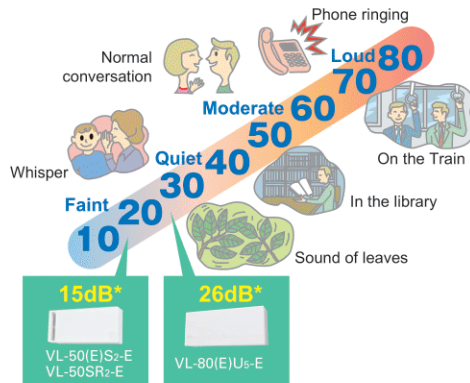 Phone ringing
Normal
conversation
Loud 80
70
Moderate 60
50
On the Train
Whisper
Quiet 40
30
In the library
Faint 20
10
Sound of leaves
15dB*
VL-50(E)S2-E
VL-50SR2-E
26dB*
VL-80(E)U5-E